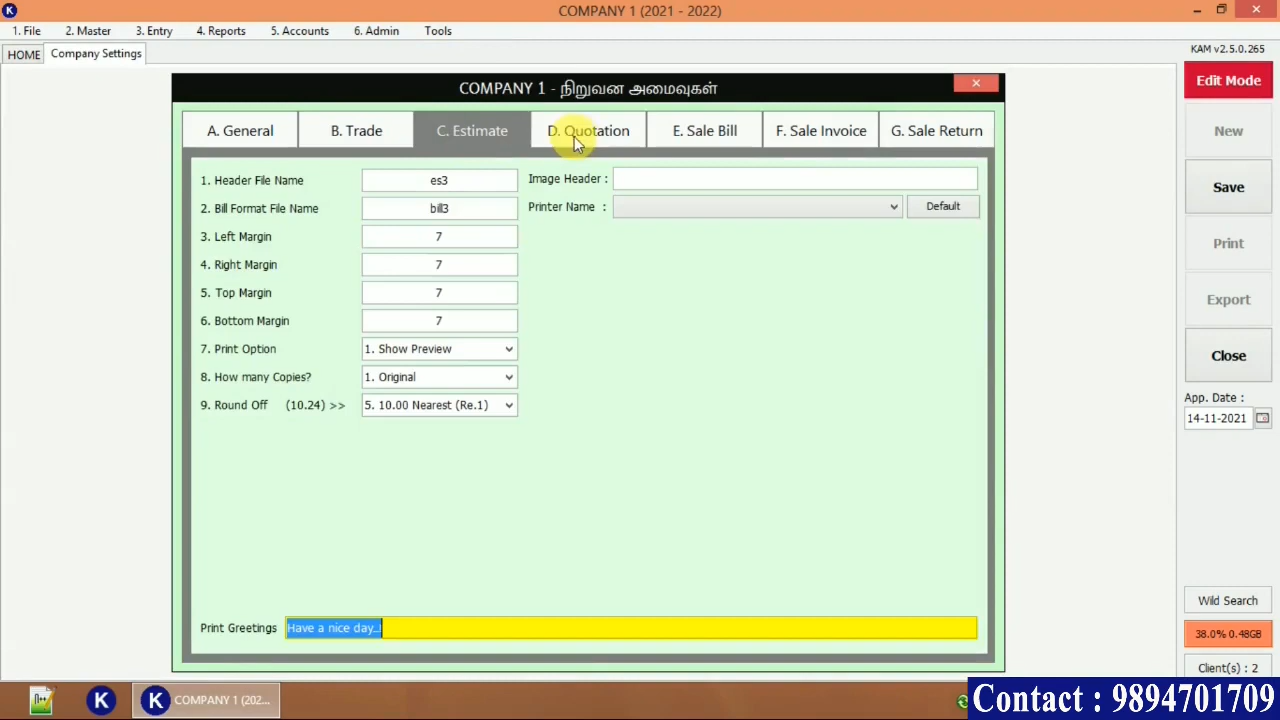 K
COMPANY 1 (2021 - 2022)
1. File 2. Master 3. Entry 4. Reports 5. Accounts 6. Admin Tools
HOME Company Settings
KAM v2.5.0.265
COMPANY 1 - நிறுவன அமைவுகள்
A. General B. Trade C. Estimate D. Quotation E. Sale Bill F. Sale Invoice G. Sale Return
1. Header File Name es3
2. Bill Format File Name bill3
3. Left Margin 7
4. Right Margin 7
5. Top Margin 7
6. Bottom Margin 7
7. Print Option 1. Show Preview
8. How many Copies? 1. Original
9. Round Off (10.24) >> 5. 10.00 Nearest (Re.1)
Image Header :
Printer Name : Default
Print Greetings Have a nice day..!
Edit Mode
New
Save
Print
Export
Close
App. Date :
14-11-2021
Wild Search
38.0% 0.48GB
Client(s) : 2
K
K COMPANY 1 (202...
Contact : 9894701709